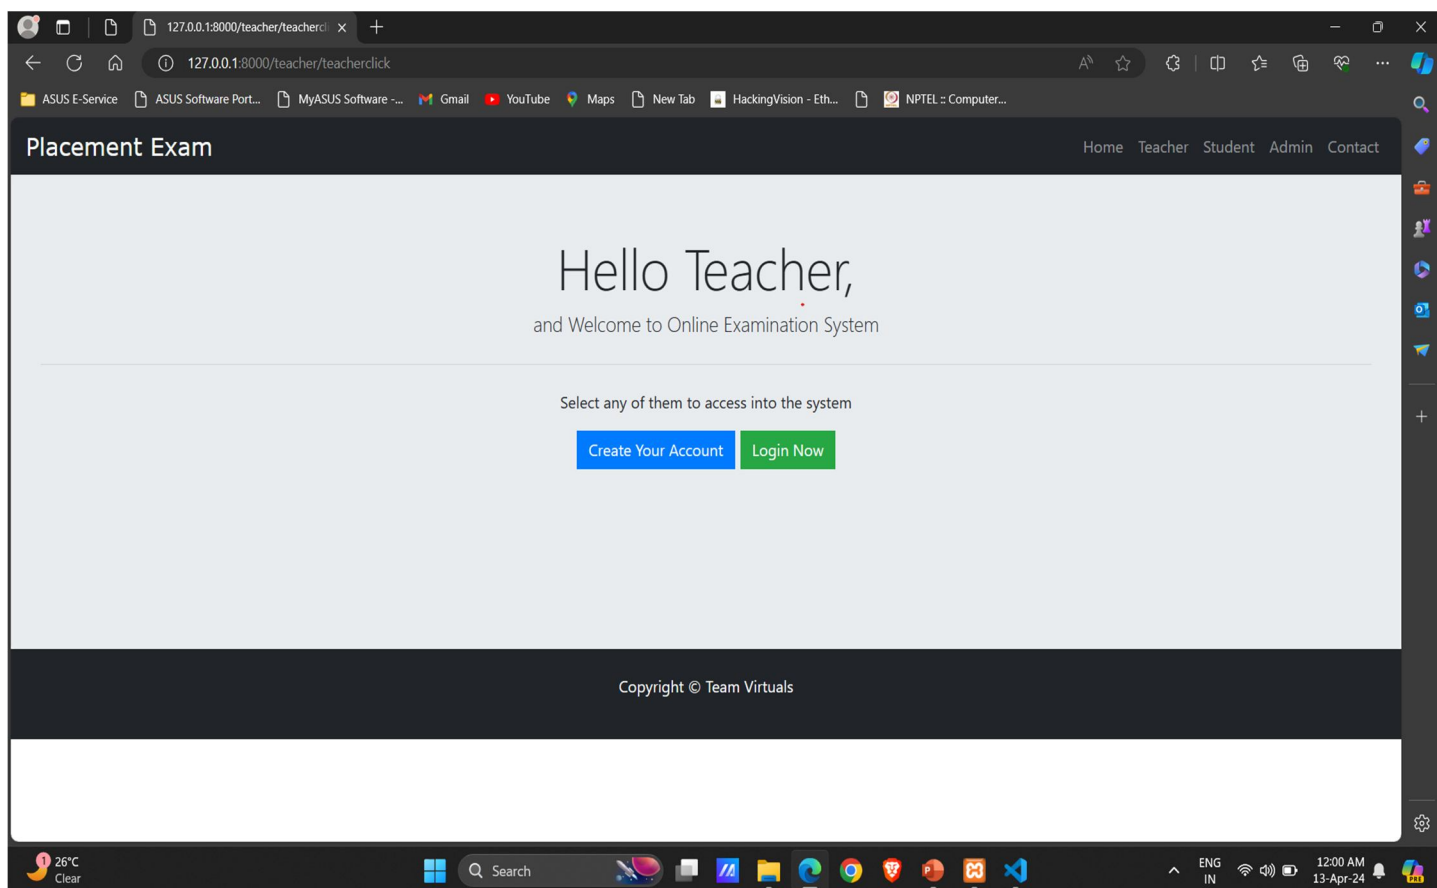 127.0.0.1:8000/teacher/teachercli
127.0.0.1:8000/teacher/teacherclick
ASUS E-Service ASUS Software Port... MyASUS Software -... Gmail YouTube Maps New Tab HackingVision - Eth... NPTEL :: Computer...
Placement Exam Home Teacher Student Admin Contact
Hello Teacher,
and Welcome to Online Examination System
Select any of them to access into the system
Create Your Account Login Now
Copyright © Team Virtuals
1 26°C
Clear
Search
ENG
IN
12:00 AM
13-Apr-24
PRE